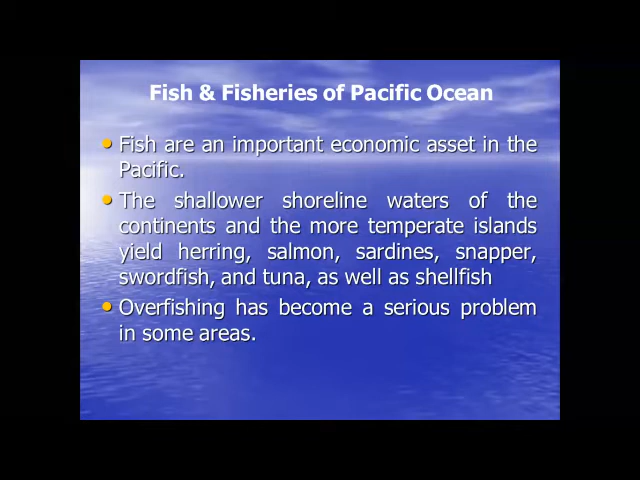 Fish & Fisheries of Pacific Ocean
• Fish are an important economic asset in the
Pacific.
• The shallower shoreline waters of the
continents and the more temperate islands
yield herring, salmon, sardines, snapper,
swordfish, and tuna, as well as shellfish
• Overfishing has become a serious problem
in some areas.